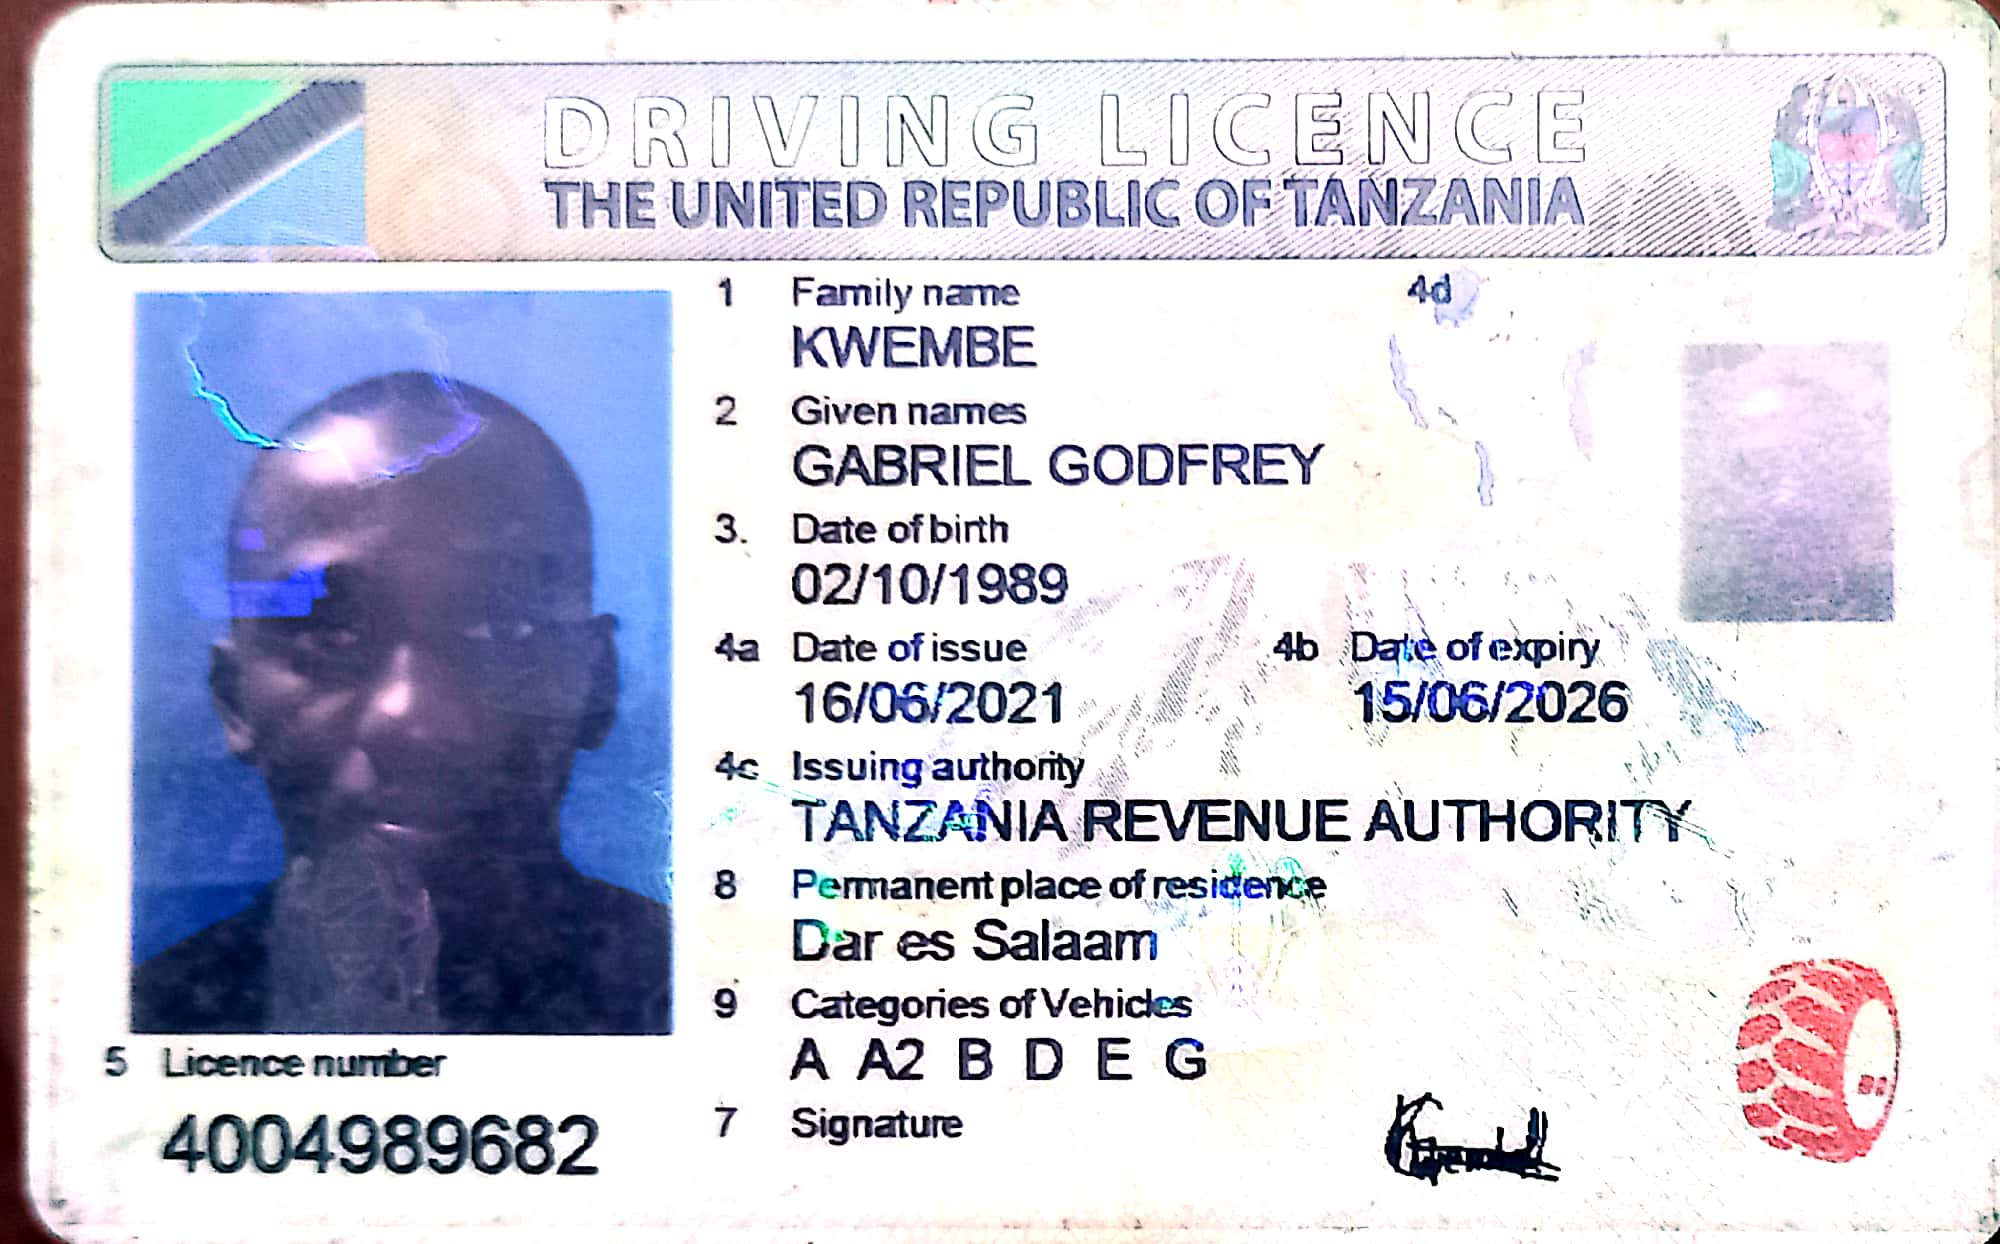 DRIVING LICENCE
THE UNITED REPUBLIC OF TANZANIA
1 Family name 4d
KWEMBE
2 Given names
GABRIEL GODFREY
3. Date of birth
02/10/1989
4a Date of issue 4b Date of expiry
16/06/2021 15/06/2026
4c Issuing authority
TANZANIA REVENUE AUTHORITY
8 Permanent place of residence
Dar es Salaam
9 Categories of Vehicles
A A2 B D E G
5 Licence number
4004989682
7 Signature